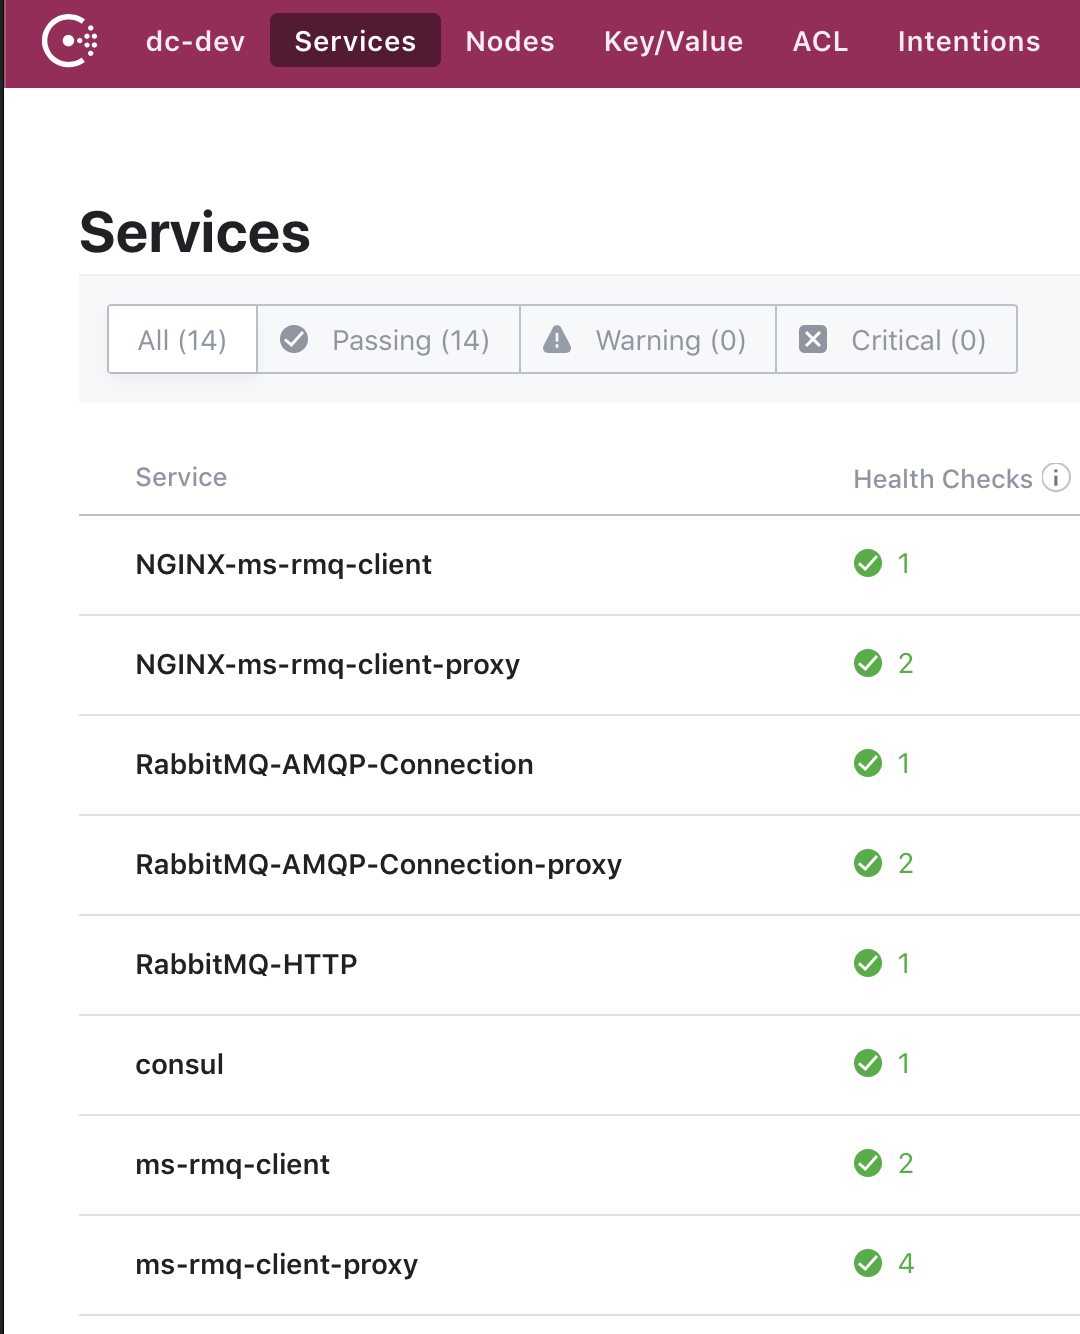 dc-dev Services Nodes Key/Value ACL Intentions
Services
All (14) Passing (14) Warning (0) Critical (0)
Service Health Checks
NGINX-ms-rmq-client 1
NGINX-ms-rmq-client-proxy 2
RabbitMQ-AMQP-Connection 1
RabbitMQ-AMQP-Connection-proxy 2
RabbitMQ-HTTP 1
consul 1
ms-rmq-client 2
ms-rmq-client-proxy 4